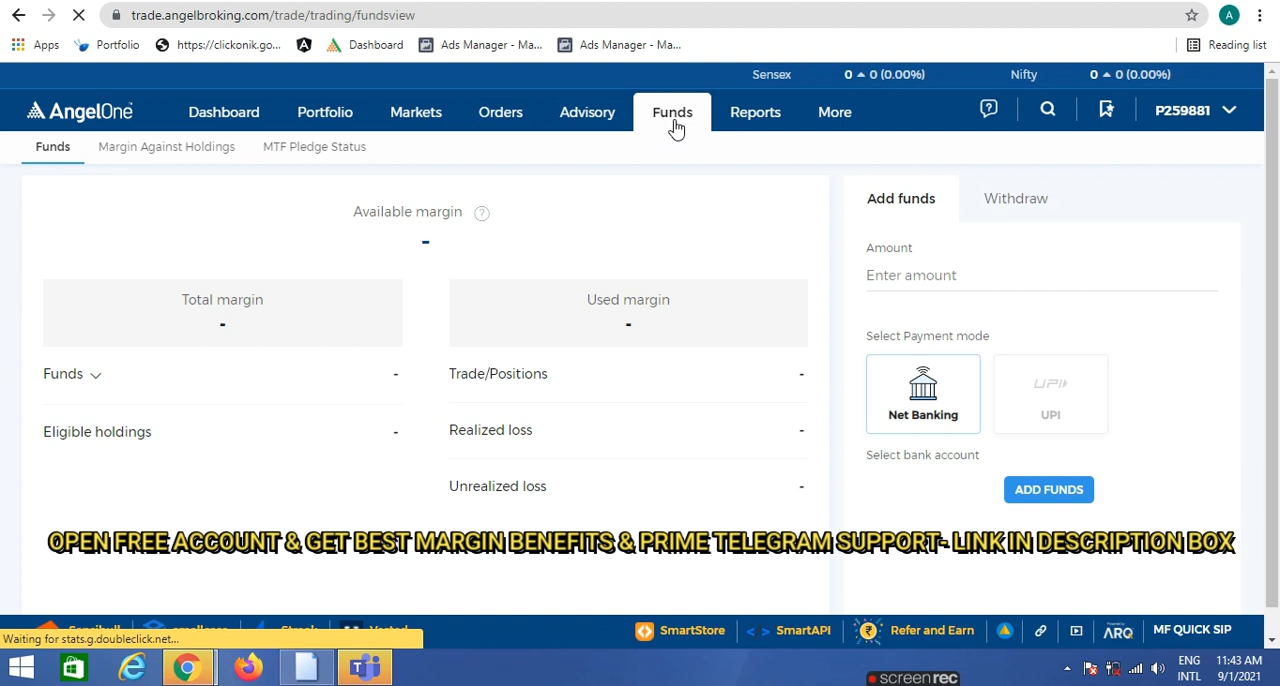 trade.angelbroking.com/trade/trading/fundsview
A
Apps Portfolio https://clickonik.go... Dashboard Ads Manager - Ma... Ads Manager - Ma... Reading list
Sensex 0 0 (0.00%) Nifty 0 0 (0.00%)
AngelOne Dashboard Portfolio Markets Orders Advisory Funds Reports More P259881
Funds Margin Against Holdings MTF Pledge Status
Available margin ?
-
Total margin
-
Used margin
-
Funds -
Trade/Positions -
Eligible holdings -
Realized loss -
Unrealized loss -
Add funds Withdraw
Amount
Enter amount
Select Payment mode
Net Banking
UPI
UPI
Select bank account
ADD FUNDS
OPEN FREE ACCOUNT & GET BEST MARGIN BENEFITS & PRIME TELEGRAM SUPPORT- LINK IN DESCRIPTION BOX
SmartStore SmartAPI Refer and Earn ARQ MF QUICK SIP
Waiting for stats.g.doubleclick.net...
screenrec
ENG
INTL
11:43 AM
9/1/2021